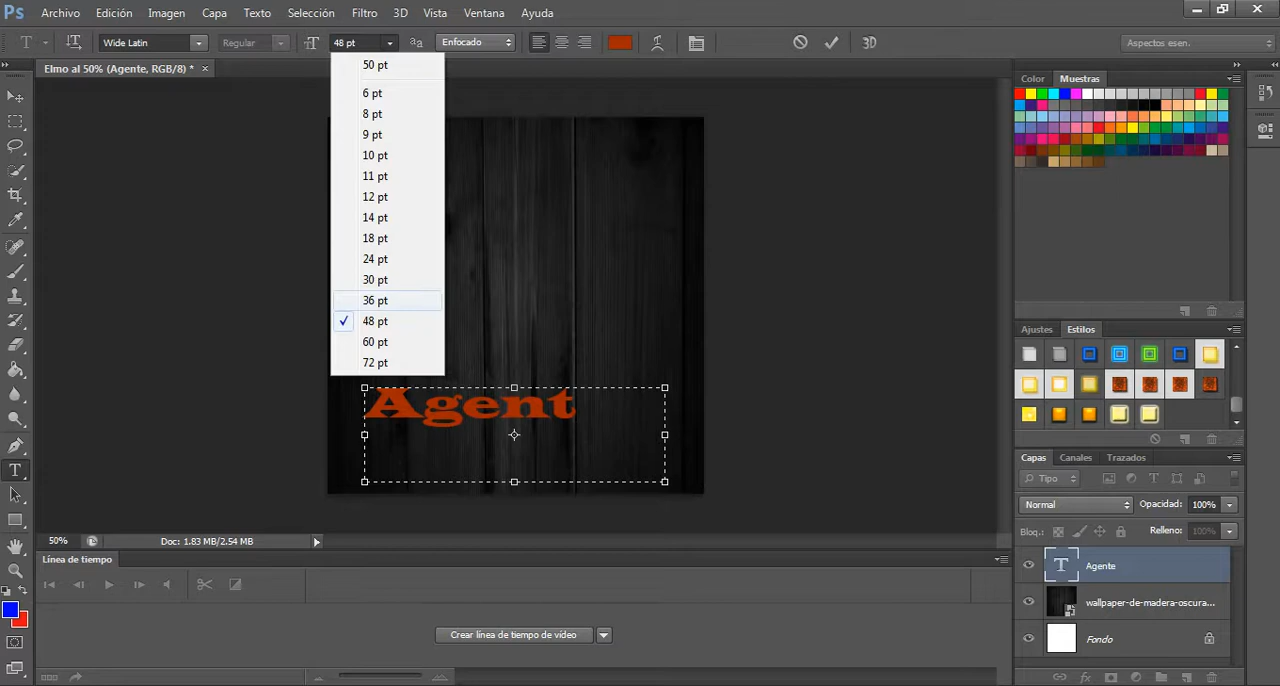 Ps Archivo Edición Imagen Capa Texto Selección Filtro 3D Vista Ventana Ayuda
T Wide Latin Regular 48 pt aa Enfocado 3D Aspectos esen.
Elmo al 50% (Agente, RGB/8) * ×
50 pt
6 pt
8 pt
9 pt
10 pt
11 pt
12 pt
14 pt
18 pt
24 pt
30 pt
36 pt
48 pt
60 pt
72 pt
Agent
50% Doc: 1.83 MB/2.54 MB
Línea de tiempo
Crear línea de tiempo de vídeo
Color Muestras
Ajustes Estilos
Capas Canales Trazados
Tipo
Normal Opacidad: 100%
Bloq.: Relleno: 100%
T Agente
wallpaper-de-madera-oscura...
Fondo
fx